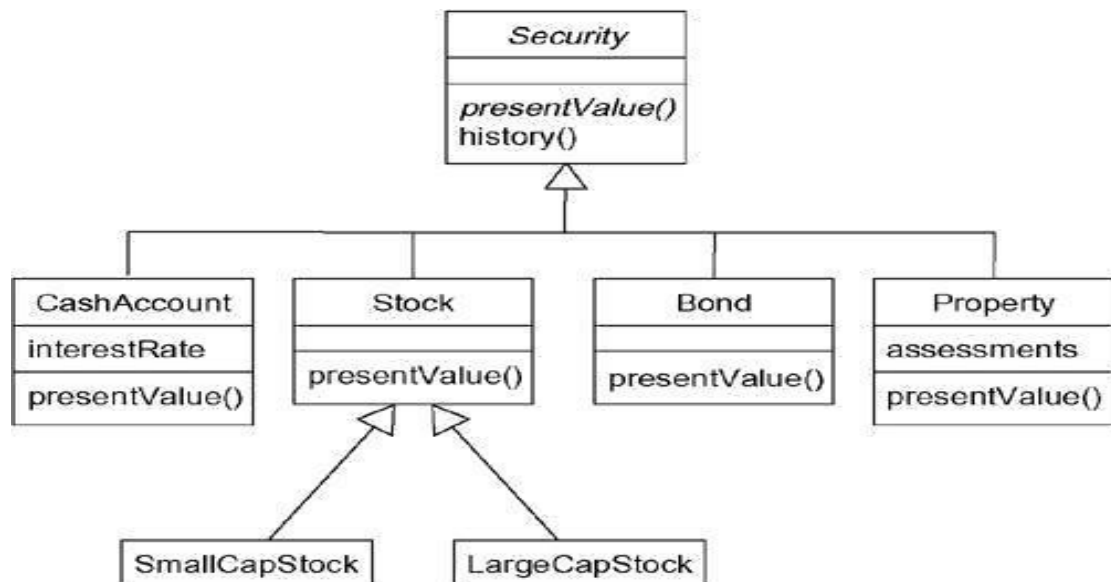 Security
presentValue()
history()
CashAccount
interestRate
presentValue()
Stock
presentValue()
Bond
presentValue()
Property
assessments
presentValue()
SmallCapStock
LargeCapStock